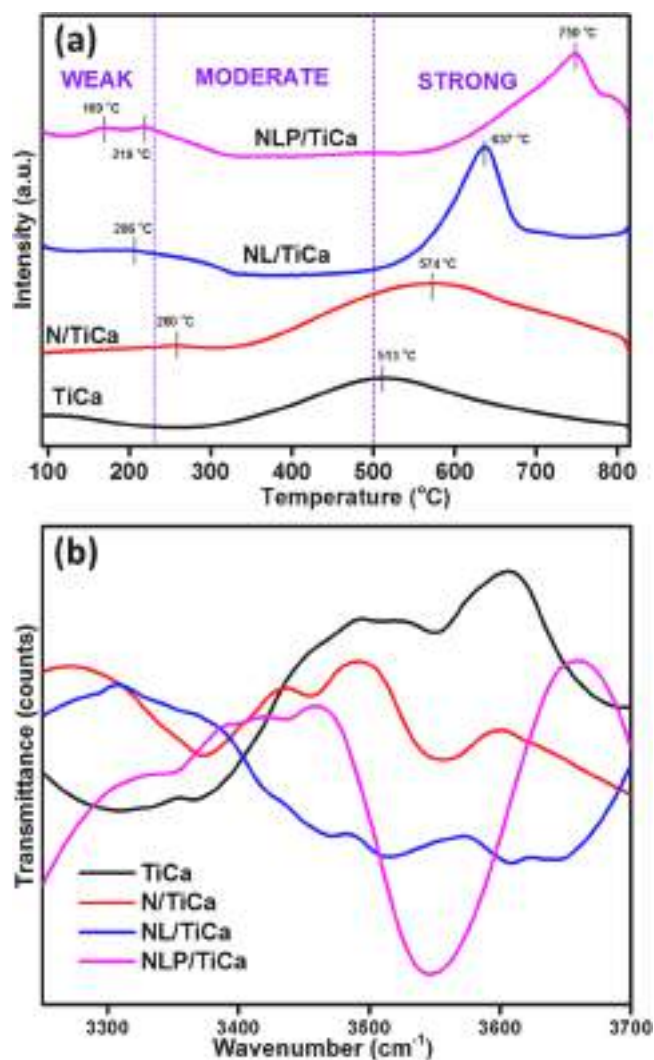 (a)
750 °C
WEAK MODERATE STRONG
169 °C
219 °C
NLP/TiCa
637 °C
206 °C
NL/TiCa
574 °C
N/TiCa
260 °C
513 °C
TiCa
Intensity (a.u.)
100 200 300 400 500 600 700 800
Temperature (°C)
(b)
Transmittance (counts)
TiCa
N/TiCa
NL/TiCa
NLP/TiCa
3300 3400 3500 3600 3700
Wavenumber (cm⁻¹)